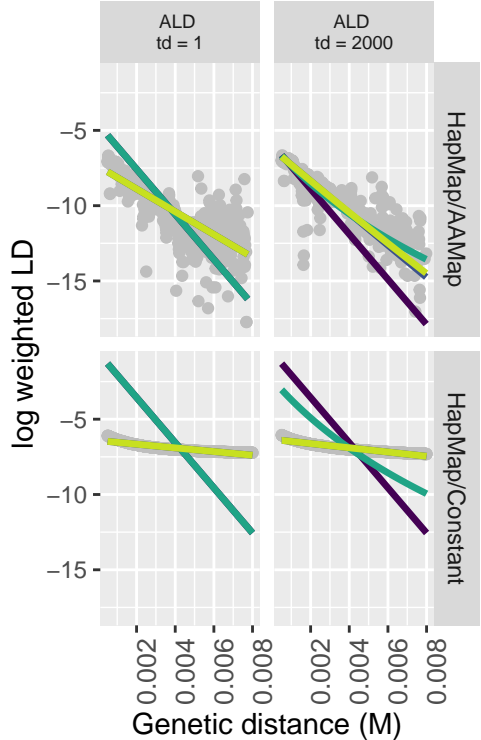 ALD
td = 1
ALD
td = 2000
−5
−10
−15
HapMap/AAMap
−5
−10
−15
HapMap/Constant
log weighted LD
0.002
0.004
0.006
0.008
0.002
0.004
0.006
0.008
Genetic distance (M)